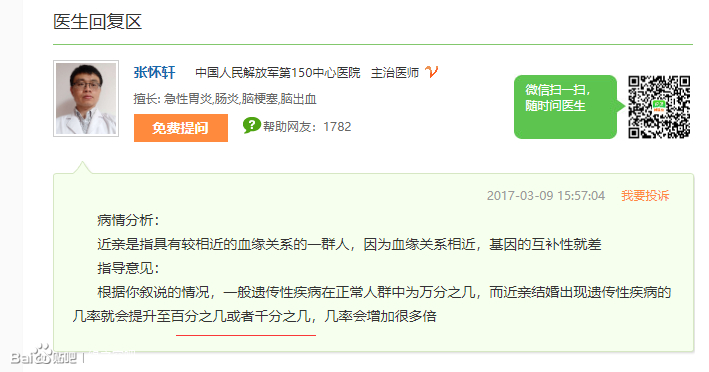 医生回复区
张怀轩 中国人民解放军第150中心医院 主治医师
擅长: 急性胃炎,肠炎,脑梗塞,脑出血
免费提问 帮助网友：1782
微信扫一扫，
随时问医生
2017-03-09 15:57:04 我要投诉
病情分析：
近亲是指具有较相近的血缘关系的一群人，因为血缘关系相近，基因的互补性就差
指导意见：
根据你叙说的情况，一般遗传性疾病在正常人群中为万分之几，而近亲结婚出现遗传性疾病的
几率就会提升至百分之几或者千分之几，几率会增加很多倍
Bai 贴吧